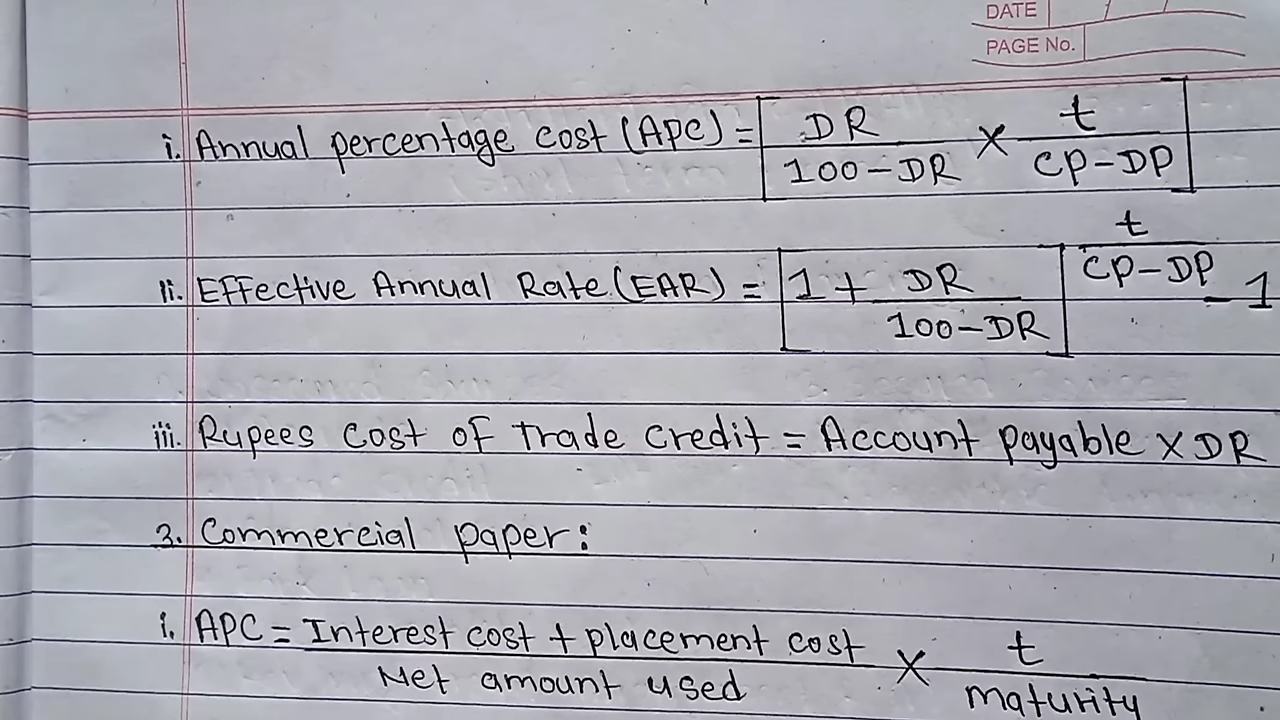 DATE / /
PAGE No.
i. Annual percentage cost (APC) = [DR / 100 - DR × t / CP - DP]
ii. Effective Annual Rate (EAR) = [1 + DR / 100 - DR]^(t / CP - DP) - 1
iii. Rupees cost of trade credit = Account payable × DR
3. Commercial paper:
i. APC = Interest cost + placement cost / Net amount used × t / maturity